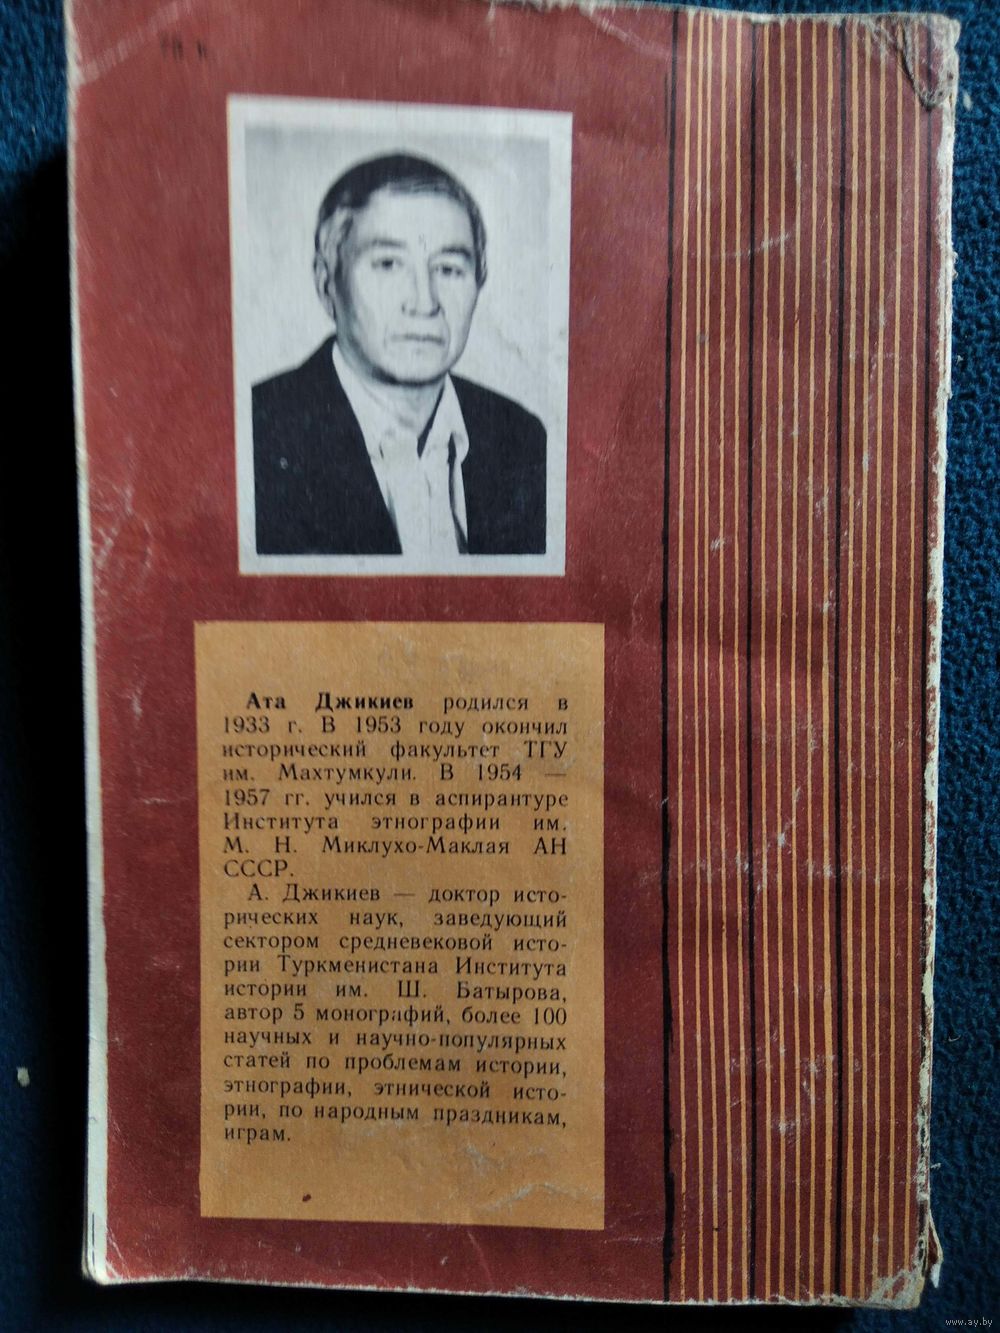 Ата Джикиев родился в
1933 г. В 1953 году окончил
исторический факультет ТГУ
им. Махтумкули. В 1954 —
1957 гг. учился в аспирантуре
Института этнографии им.
М. Н. Миклухо-Маклая АН
СССР.
А. Джикиев — доктор исто-
рических наук, заведующий
сектором средневековой исто-
рии Туркменистана Института
истории им. Ш. Батырова,
автор 5 монографий, более 100
научных и научно-популярных
статей по проблемам истории,
этнографии, этнической исто-
рии, по народным праздникам,
играм.
www.ay.by